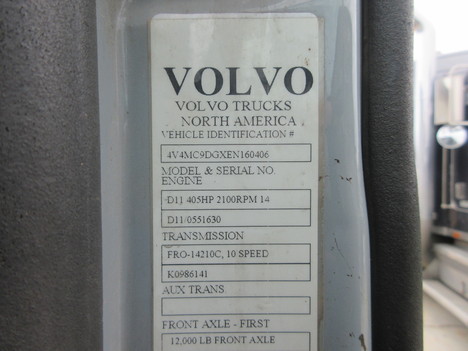 VOLVO
VOLVO TRUCKS
NORTH AMERICA
VEHICLE IDENTIFICATION #
4V4MC9DGXEN160406
MODEL & SERIAL NO.
ENGINE
D11 405HP 2100RPM 14
D11/0551630
TRANSMISSION
FRO-14210C, 10 SPEED
K0986141
AUX TRANS
FRONT AXLE - FIRST
12,000 LB FRONT AXLE